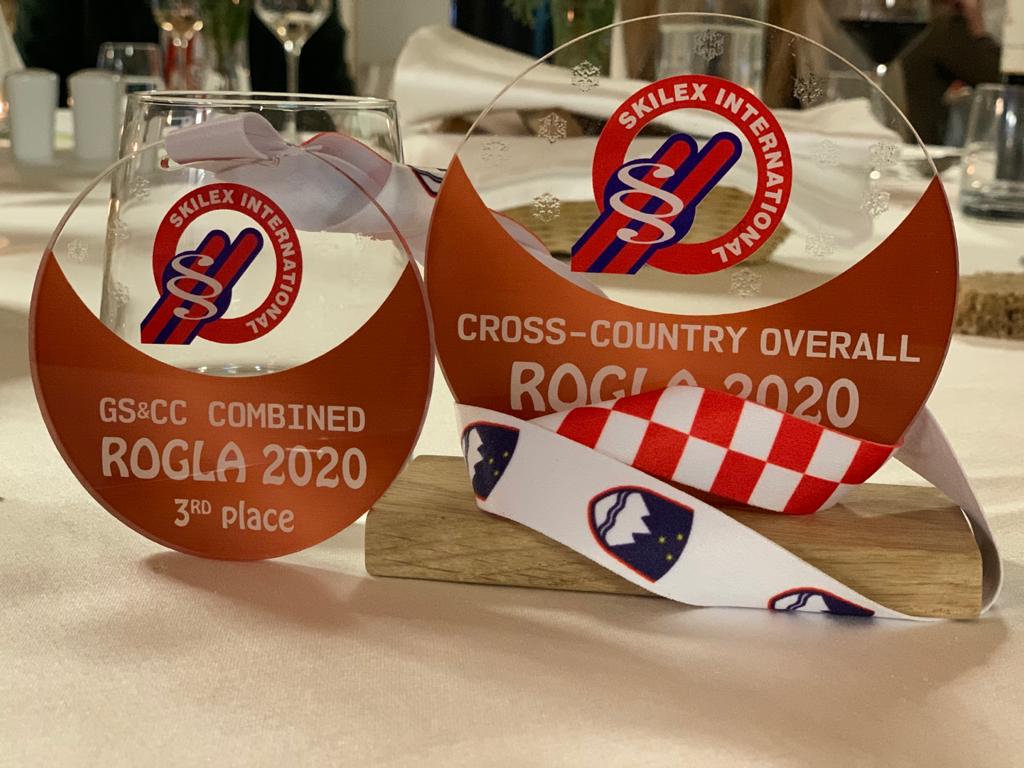 SKILEX INTERNATIONAL
§
GS&CC COMBINED
ROGLA 2020
3RD place
SKILEX INTERNATIONAL
§
CROSS-COUNTRY OVERALL
ROGLA 2020